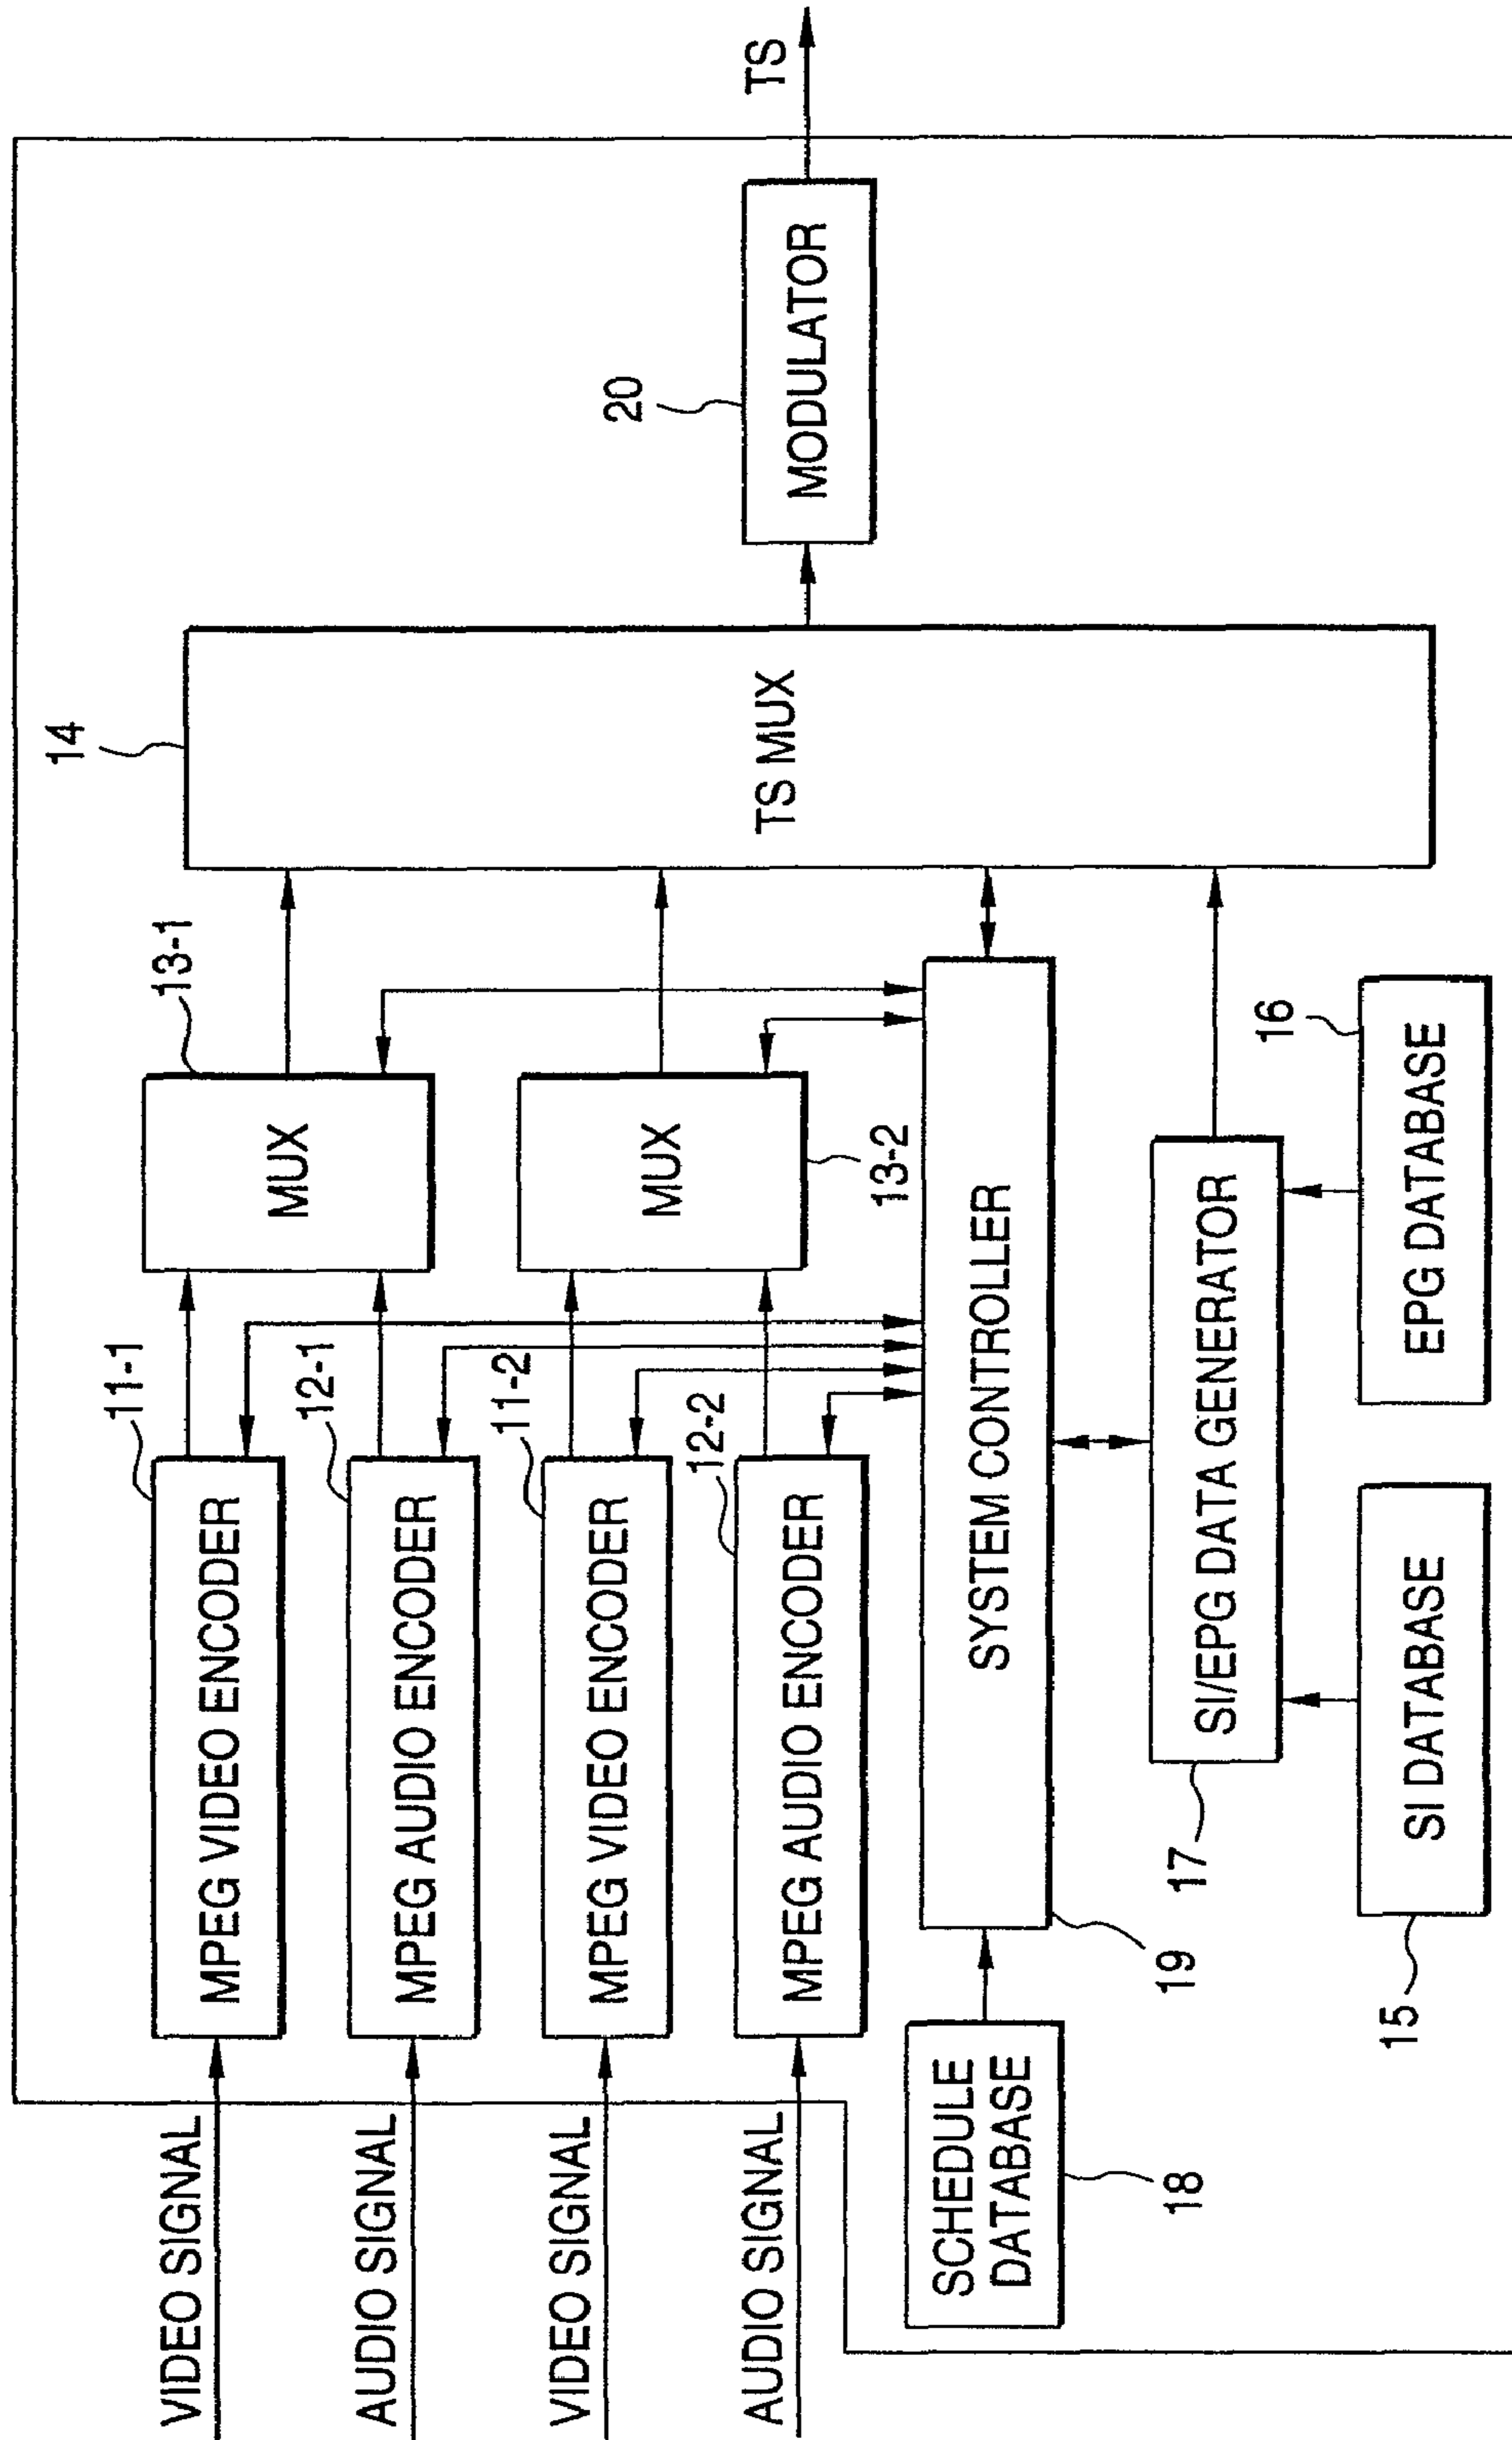 VIDEO SIGNAL
11-1
MPEG VIDEO ENCODER
13-1
MUX
14
TS MUX
20
MODULATOR
TS
AUDIO SIGNAL
12-1
MPEG AUDIO ENCODER
VIDEO SIGNAL
11-2
MPEG VIDEO ENCODER
MUX
13-2
AUDIO SIGNAL
12-2
MPEG AUDIO ENCODER
SCHEDULE
DATABASE
18
SYSTEM CONTROLLER
19
SI/EPG DATA GENERATOR
17
SI DATABASE
15
EPG DATABASE
16